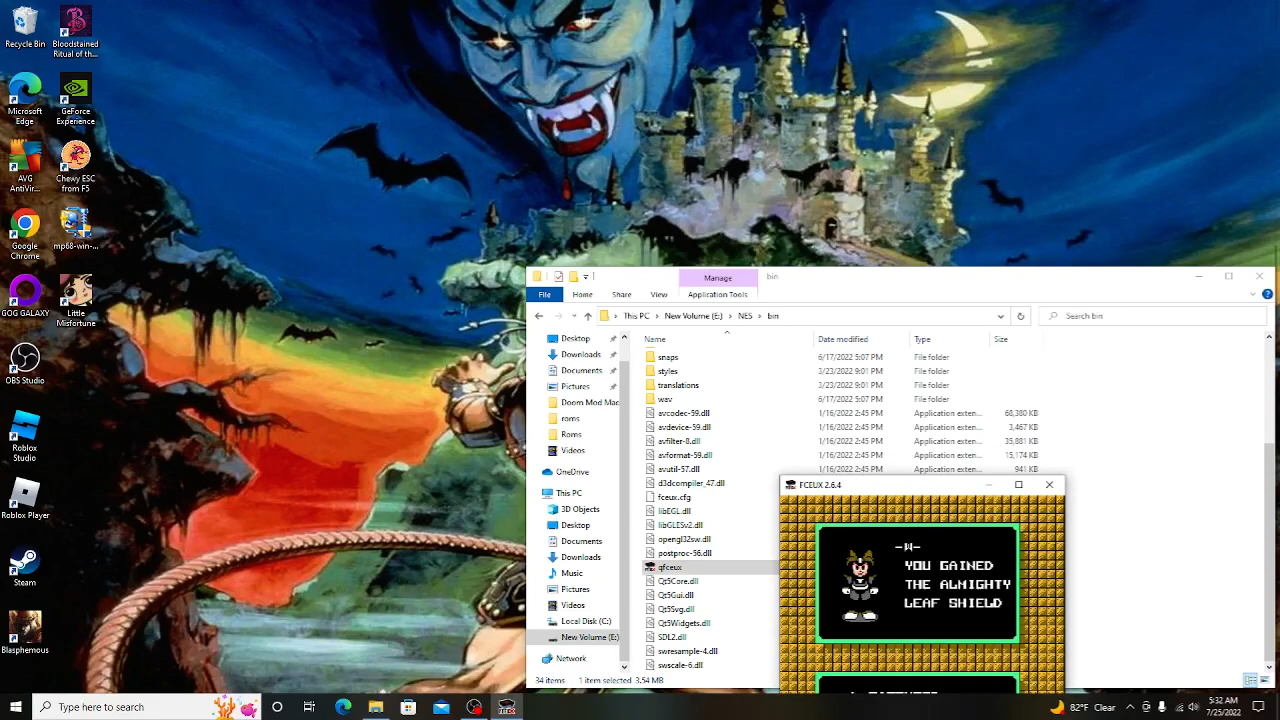 Recycle Bin
Bloodstained
Ritual of th...
Microsoft
Edge
GeForce
Experience
AVG
AntiVir...
Chewy ESC
from F5
Google
Chrome
mp68-win-...
GOG GALAXY
Little
Misfortune
OBS Studio
Roblox
Studio
Roblox Player
Steam
Blasphemous
Manage
bin
File
Home
Share
View
Application Tools
This PC > New Volume (E:) > NES > bin
Search bin
Name
Date modified
Type
Size
Desktop
Downloads
Documents
Pictures
Doom Mod Mac
roms
Roms
Videos
OneDrive
This PC
3D Objects
Desktop
Documents
Downloads
Music
Pictures
Videos
Local Disk (C:)
New Volume (E:)
Network
snaps 6/17/2022 5:07 PM File folder
styles 3/23/2022 9:01 PM File folder
translations 3/23/2022 9:01 PM File folder
wav 6/17/2022 5:07 PM File folder
avcodec-59.dll 1/16/2022 2:45 PM Application exten... 68,380 KB
avdevice-59.dll 1/16/2022 2:45 PM Application exten... 3,467 KB
avfilter-8.dll 1/16/2022 2:45 PM Application exten... 35,881 KB
avformat-59.dll 1/16/2022 2:45 PM Application exten... 15,174 KB
avutil-57.dll 1/16/2022 2:45 PM Application exten... 941 KB
d3dcompiler_47.dll
fceux.cfg
libEGL.dll
libGLESv2.dll
opengl32sw.dll
postproc-56.dll
qfceux
Qt5Core.dll
Qt5Gui.dll
Qt5Svg.dll
Qt5Widgets.dll
SDL2.dll
swresample-4.dll
swscale-6.dll
34 items
1 item selected 3.54 MB
FCEUX 2.6.4
-W-
YOU GAINED
THE ALMIGHTY
LEAF SHIELD
Type here to search
82°F Clear
5:32 AM
7/25/2022